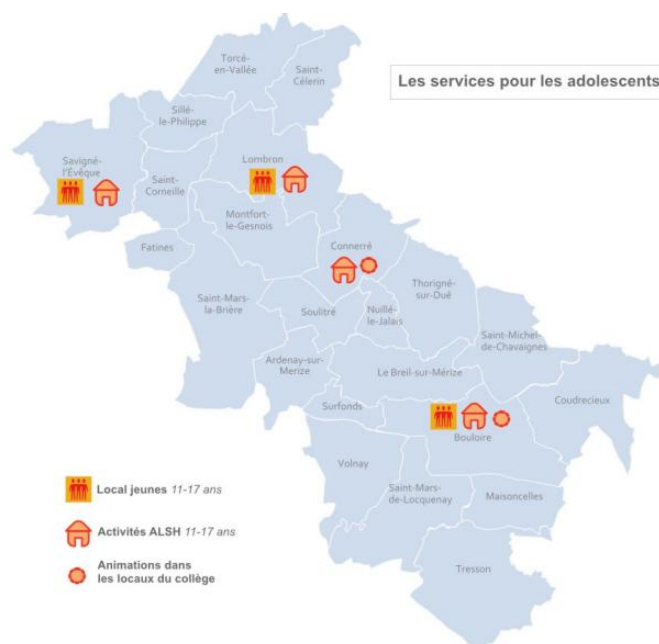 Les services pour les adolescents
Torcé-
en-Vallée
Saint-
Célerin
Sillé-
le-Philippe
Savigné-
l'Évêque
Saint-
Corneille
Lombron
Montfort-
le-Gesnois
Fatines
Connerré
Saint-Mars-
la-Brière
Soulitré
Nuillé-
le-Jalais
Thorigné-
sur-Dué
Saint-Michel-
de-Chavaignes
Ardenay-sur-
Merize
Le Breil-sur-Mérize
Surfonds
Coudrecieux
Bouloire
Volnay
Saint-Mars-
de-Locquenay
Maisoncelles
Tresson
Local jeunes 11-17 ans
Activités ALSH 11-17 ans
Animations dans
les locaux du collège